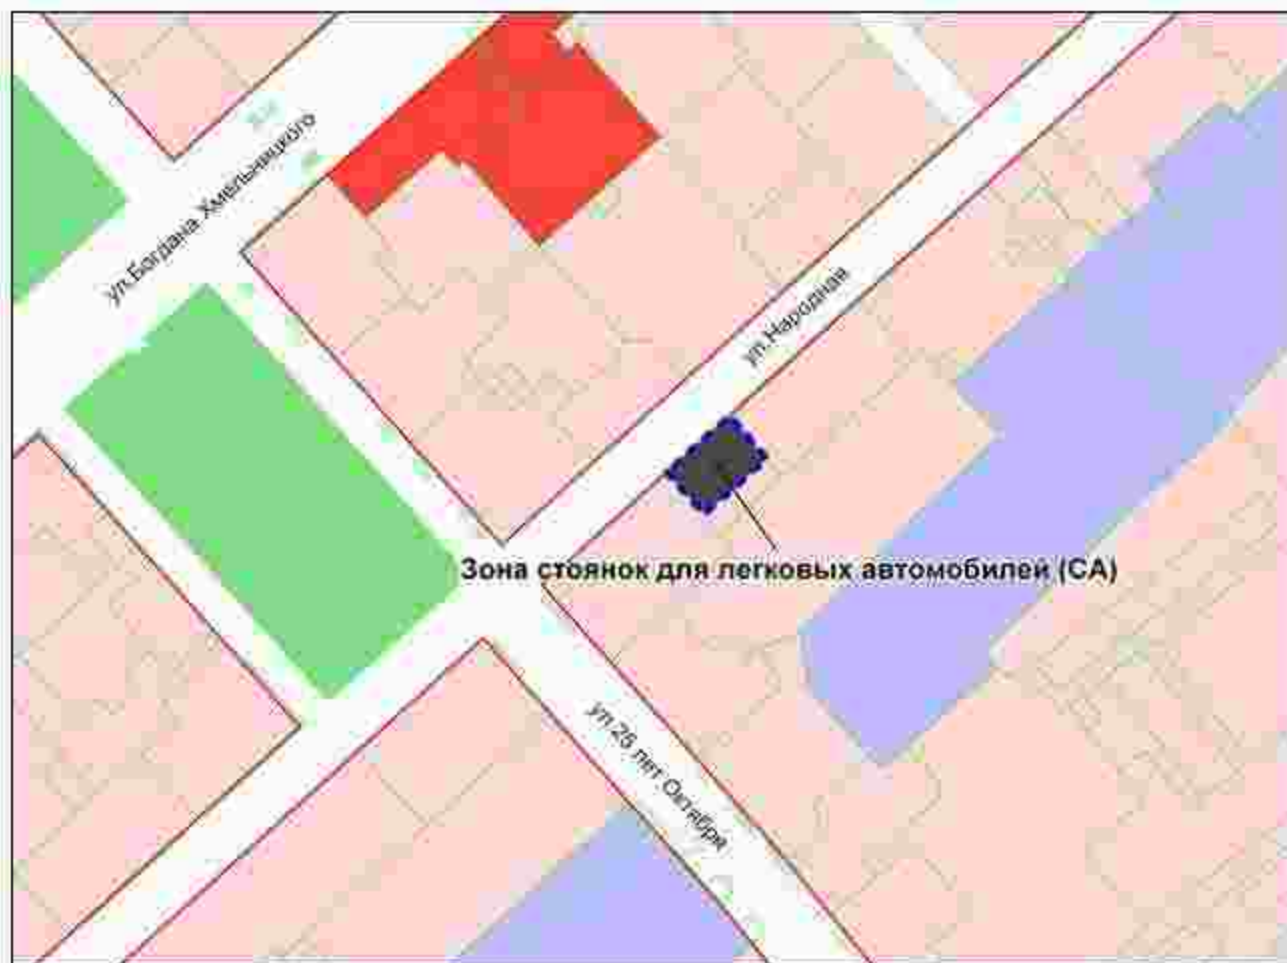 ул.Богдана Хмельницкого
ул.Народная
Зона стоянок для легковых автомобилей (СА)
ул.25 лет Октября